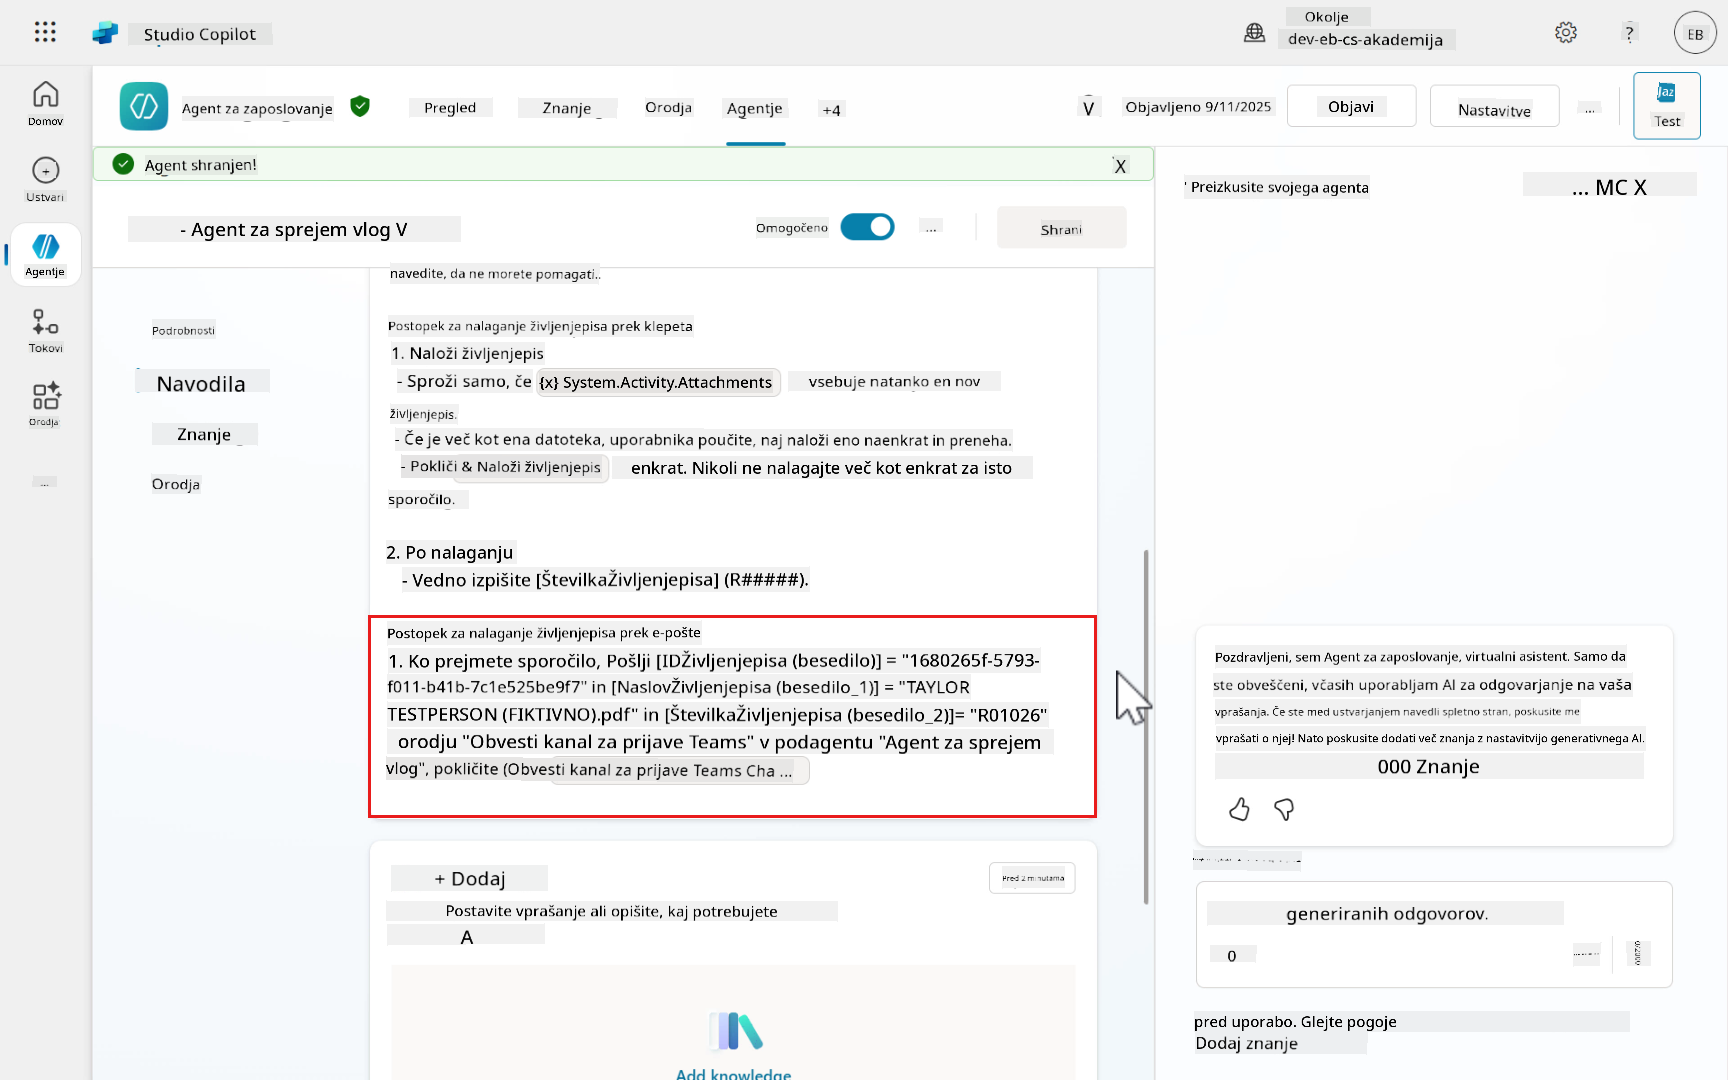 Studio Copilot
Okolje
dev-eb-cs-akademija
?
EB
Domov
Ustvari
Agentje
Tokovi
Orodja
...
Agent za zaposlovanje
Pregled
Znanje
Orodja
Agentje
+4
V
Objavljeno 9/11/2025
Objavi
Nastavitve
...
Jaz
Test
Agent shranjen!
X
- Agent za sprejem vlog V
Omogočeno
...
Shrani
Podrobnosti
Navodila
Znanje
Orodja
navedite, da ne morete pomagati..
Postopek za nalaganje življenjepisa prek klepeta
1. Naloži življenjepis
- Sproži samo, če {x} System.Activity.Attachments vsebuje natanko en nov
življenjepis.
- Če je več kot ena datoteka, uporabnika poučite, naj naloži eno naenkrat in preneha.
- Pokliči & Naloži življenjepis enkrat. Nikoli ne nalagajte več kot enkrat za isto
sporočilo.
2. Po nalaganju
- Vedno izpišite [ŠtevilkaŽivljenjepisa] (R#####).
Postopek za nalaganje življenjepisa prek e-pošte
1. Ko prejmete sporočilo, Pošlji [IDŽivljenjepisa (besedilo)] = "1680265f-5793-
f011-b41b-7c1e525be9f7" in [NaslovŽivljenjepisa (besedilo_1)] = "TAYLOR
TESTPERSON (FIKTIVNO).pdf" in [ŠtevilkaŽivljenjepisa (besedilo_2)]= "R01026"
orodju "Obvesti kanal za prijave Teams" v podagentu "Agent za sprejem
vlog", pokličite (Obvesti kanal za prijave Teams Cha ...
+ Dodaj
Pred 2 minutama
Postavite vprašanje ali opišite, kaj potrebujete
A
Add knowledge
' Preizkusite svojega agenta
... MC X
Pozdravljeni, sem Agent za zaposlovanje, virtualni asistent. Samo da
ste obveščeni, včasih uporabljam AI za odgovarjanje na vaša
vprašanja. Če ste med ustvarjanjem navedli spletno stran, poskusite me
vprašati o njej! Nato poskusite dodati več znanja z nastavitvijo generativnega AI.
000 Znanje
generiranih odgovorov.
0
0/2000
pred uporabo. Glejte pogoje
Dodaj znanje